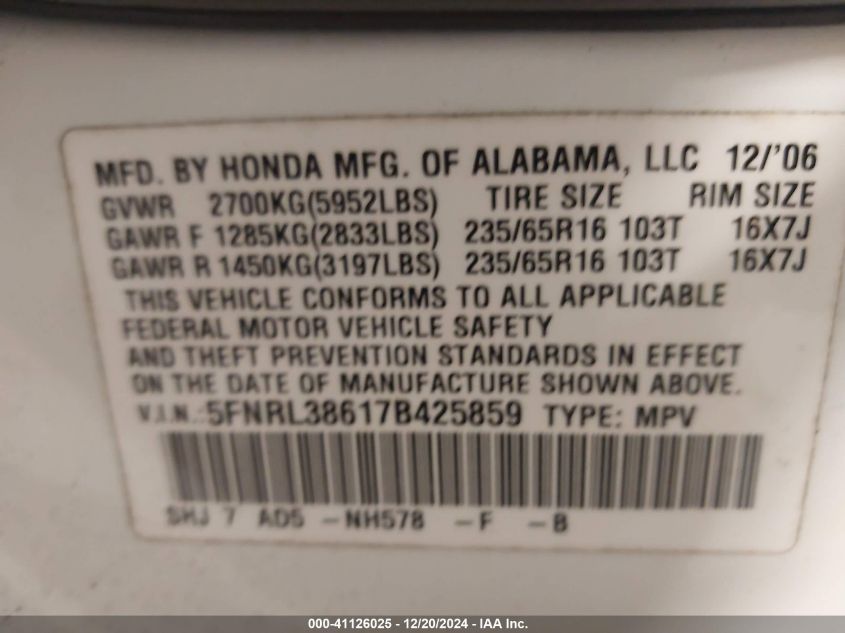 MFD. BY HONDA MFG. OF ALABAMA, LLC 12/'06
GVWR 2700KG(5952LBS) TIRE SIZE RIM SIZE
GAWR F 1285KG(2833LBS) 235/65R16 103T 16X7J
GAWR R 1450KG(3197LBS) 235/65R16 103T 16X7J
THIS VEHICLE CONFORMS TO ALL APPLICABLE
FEDERAL MOTOR VEHICLE SAFETY
AND THEFT PREVENTION STANDARDS IN EFFECT
ON THE DATE OF MANUFACTURE SHOWN ABOVE.
V.I.N.:5FNRL38617B425859 TYPE: MPV
SHJ 7 AD5 -NH578 -F -B
000-41126025 - 12/20/2024 - IAA Inc.